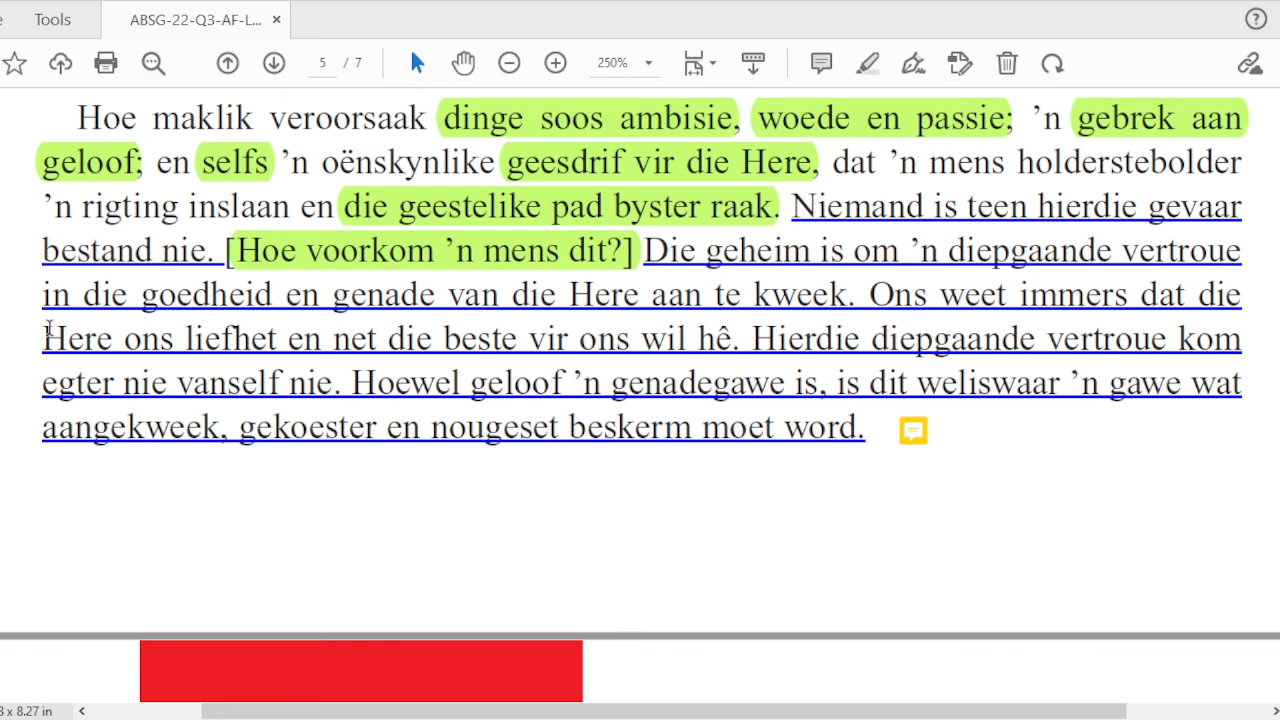 e Tools ABSG-22-Q3-AF-L... ×
5 / 7 250%
Hoe maklik veroorsaak dinge soos ambisie, woede en passie; ’n gebrek aan
geloof; en selfs ’n oënskynlike geesdrif vir die Here, dat ’n mens holderstebolder
’n rigting inslaan en die geestelike pad byster raak. Niemand is teen hierdie gevaar
bestand nie. [Hoe voorkom ’n mens dit?] Die geheim is om ’n diepgaande vertroue
in die goedheid en genade van die Here aan te kweek. Ons weet immers dat die
Here ons liefhet en net die beste vir ons wil hê. Hierdie diepgaande vertroue kom
egter nie vanself nie. Hoewel geloof ’n genadegawe is, is dit weliswaar ’n gawe wat
aangekweek, gekoester en nougeset beskerm moet word.
x 8.27 in